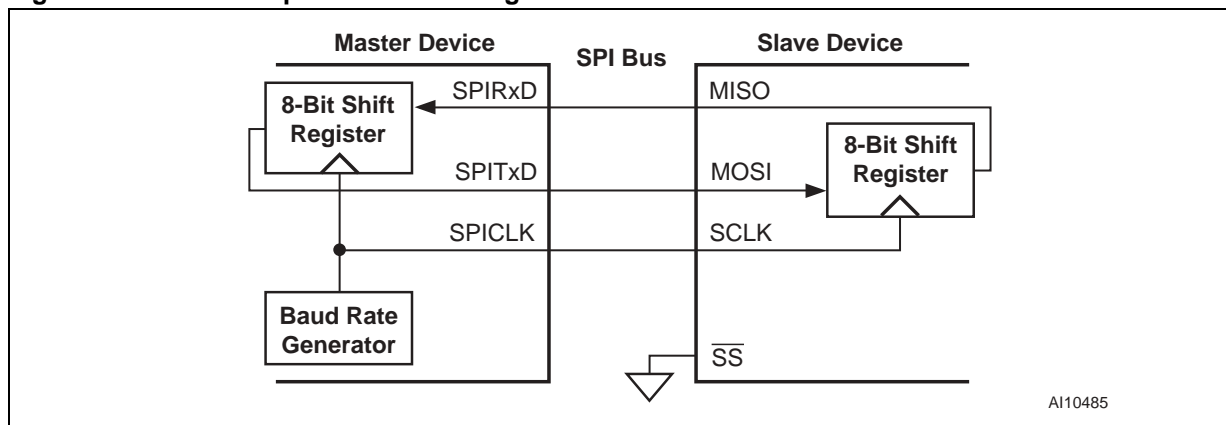 Master Device
SPI Bus
Slave Device
8-Bit Shift
Register
SPIRxD
MISO
8-Bit Shift
Register
SPITxD
MOSI
SPICLK
SCLK
Baud Rate
Generator
SS
AI10485